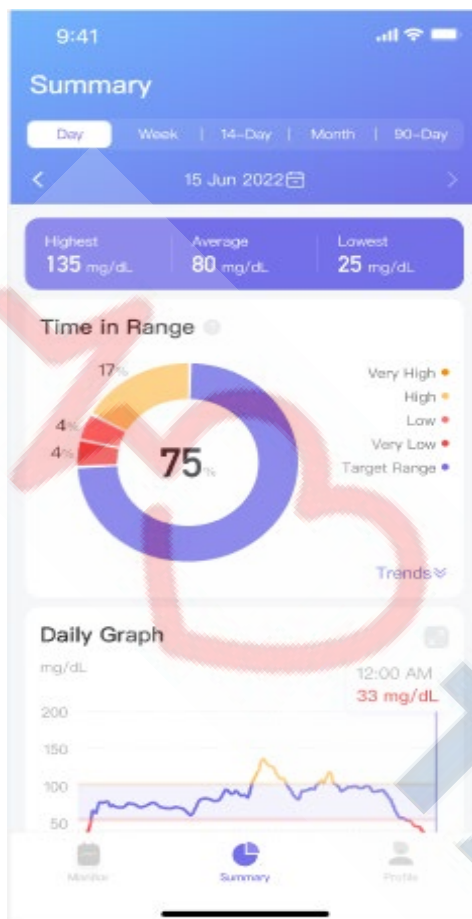 9:41
Summary
Day Week | 14-Day | Month | 90-Day
< 15 Jun 2022 >
Highest Average Lowest
135 mg/dL 80 mg/dL 25 mg/dL
Time in Range ?
17%
4%
4%
75%
Very High
High
Low
Very Low
Target Range
Trends
Daily Graph
mg/dL
12:00 AM
33 mg/dL
200
150
100
50
Monitor Summary Profile